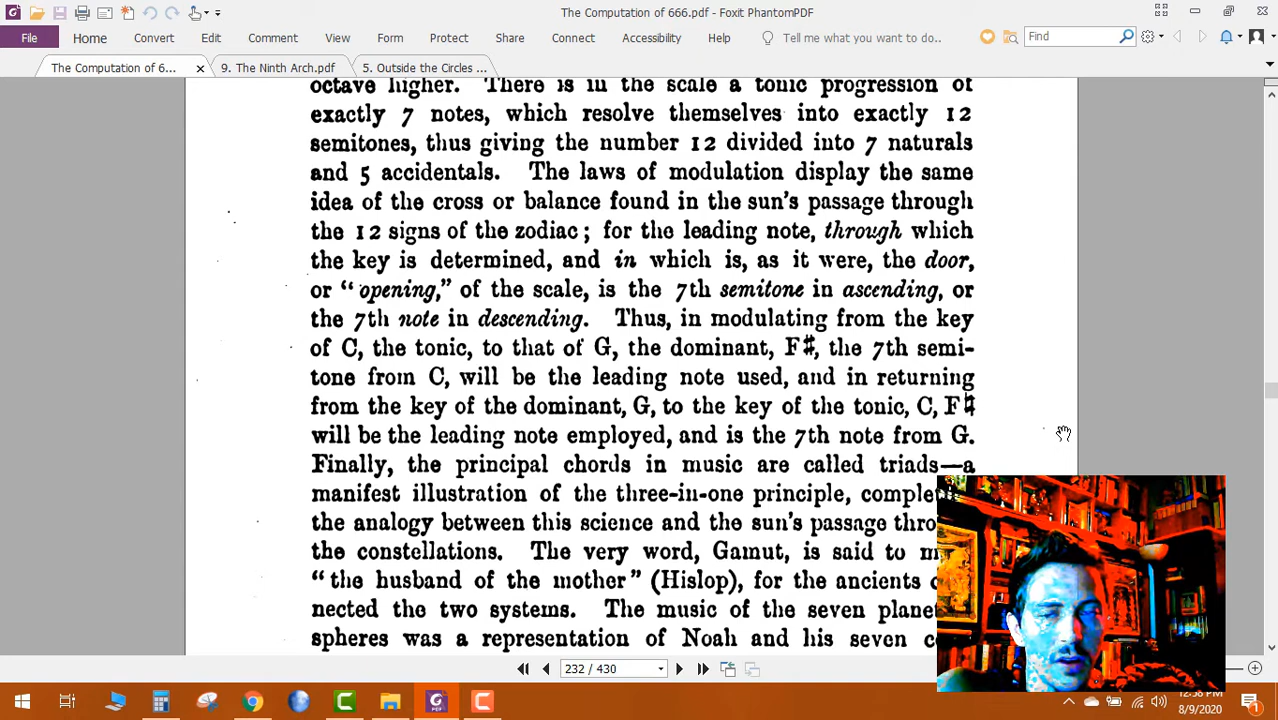 The Computation of 666.pdf - Foxit PhantomPDF
File Home Convert Edit Comment View Form Protect Share Connect Accessibility Help Tell me what you want to do.. Find
The Computation of 6... 9. The Ninth Arch.pdf 5. Outside the Circles ...
octave higher. There is in the scale a tonic progression of
exactly 7 notes, which resolve themselves into exactly 12
semitones, thus giving the number 12 divided into 7 naturals
and 5 accidentals. The laws of modulation display the same
idea of the cross or balance found in the sun's passage through
the 12 signs of the zodiac; for the leading note, through which
the key is determined, and in which is, as it were, the door,
or "opening," of the scale, is the 7th semitone in ascending, or
the 7th note in descending. Thus, in modulating from the key
of C, the tonic, to that of G, the dominant, F♯, the 7th semi-
tone from C, will be the leading note used, and in returning
from the key of the dominant, G, to the key of the tonic, C, F♮
will be the leading note employed, and is the 7th note from G.
Finally, the principal chords in music are called triads—a
manifest illustration of the three-in-one principle, complet
the analogy between this science and the sun's passage thro
the constellations. The very word, Gamut, is said to m
"the husband of the mother" (Hislop), for the ancients c
nected the two systems. The music of the seven planet
spheres was a representation of Noah and his seven c
232 / 430
12:58 PM
8/9/2020